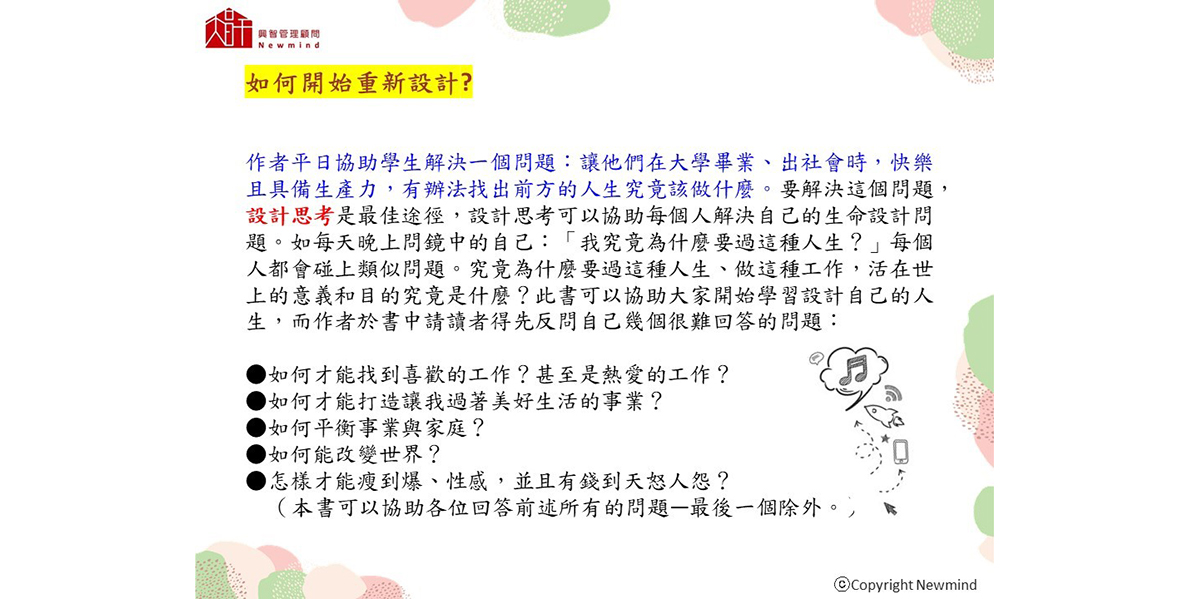 興智管理顧問
Newmind
如何開始重新設計?
作者平日協助學生解決一個問題：讓他們在大學畢業、出社會時，快樂
且具備生產力，有辦法找出前方的人生究竟該做什麼。要解決這個問題，
設計思考是最佳途徑，設計思考可以協助每個人解決自己的生命設計問
題。如每天晚上問鏡中的自己：「我究竟為什麼要過這種人生？」每個
人都會碰上類似問題。究竟為什麼要過這種人生、做這種工作，活在世
上的意義和目的究竟是什麼？此書可以協助大家開始學習設計自己的人
生，而作者於書中請讀者得先反問自己幾個很難回答的問題：
●如何才能找到喜歡的工作？甚至是熱愛的工作？
●如何才能打造讓我過著美好生活的事業？
●如何平衡事業與家庭？
●如何能改變世界？
●怎樣才能瘦到爆、性感，並且有錢到天怒人怨？
（本書可以協助各位回答前述所有的問題—最後一個除外。）
©Copyright Newmind